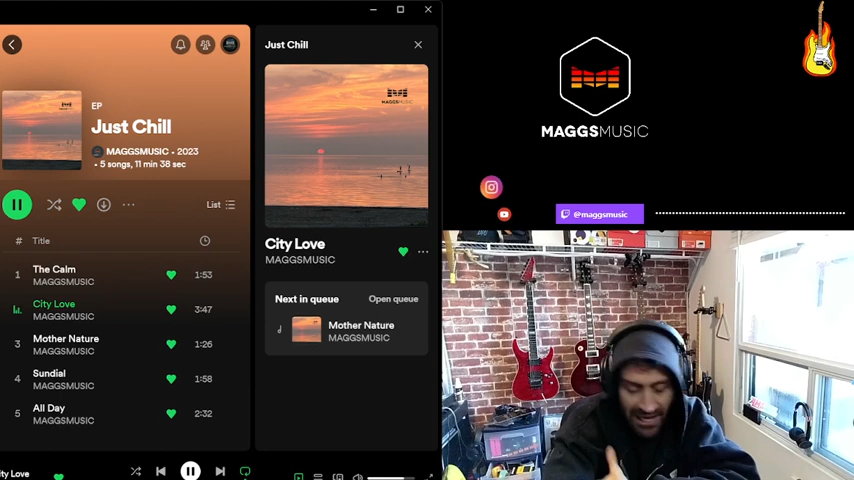 EP
Just Chill
MAGGSMUSIC • 2023
• 5 songs, 11 min 38 sec
List
# Title
1 The Calm 1:53
MAGGSMUSIC
City Love 3:47
MAGGSMUSIC
3 Mother Nature 1:26
MAGGSMUSIC
4 Sundial 1:58
MAGGSMUSIC
5 All Day 2:32
MAGGSMUSIC
ity Love
Just Chill
MAGGSMUSIC
City Love
MAGGSMUSIC
Next in queue Open queue
Mother Nature
MAGGSMUSIC
MAGGSMUSIC
@maggsmusic